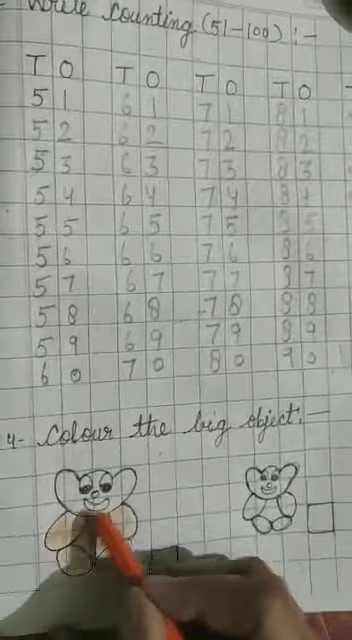 Write Counting (51-100) :-
T O T O T O T O
5 1 6 1 7 1 8 1
5 2 6 2 7 2 8 2
5 3 6 3 7 3 8 3
5 4 6 4 7 4 8 4
5 5 6 5 7 5 8 5
5 6 6 6 7 6 8 6
5 7 6 7 7 7 8 7
5 8 6 8 7 8 8 8
5 9 6 9 7 9 8 9
6 0 7 0 8 0 9 0
4- Colour the big object:-